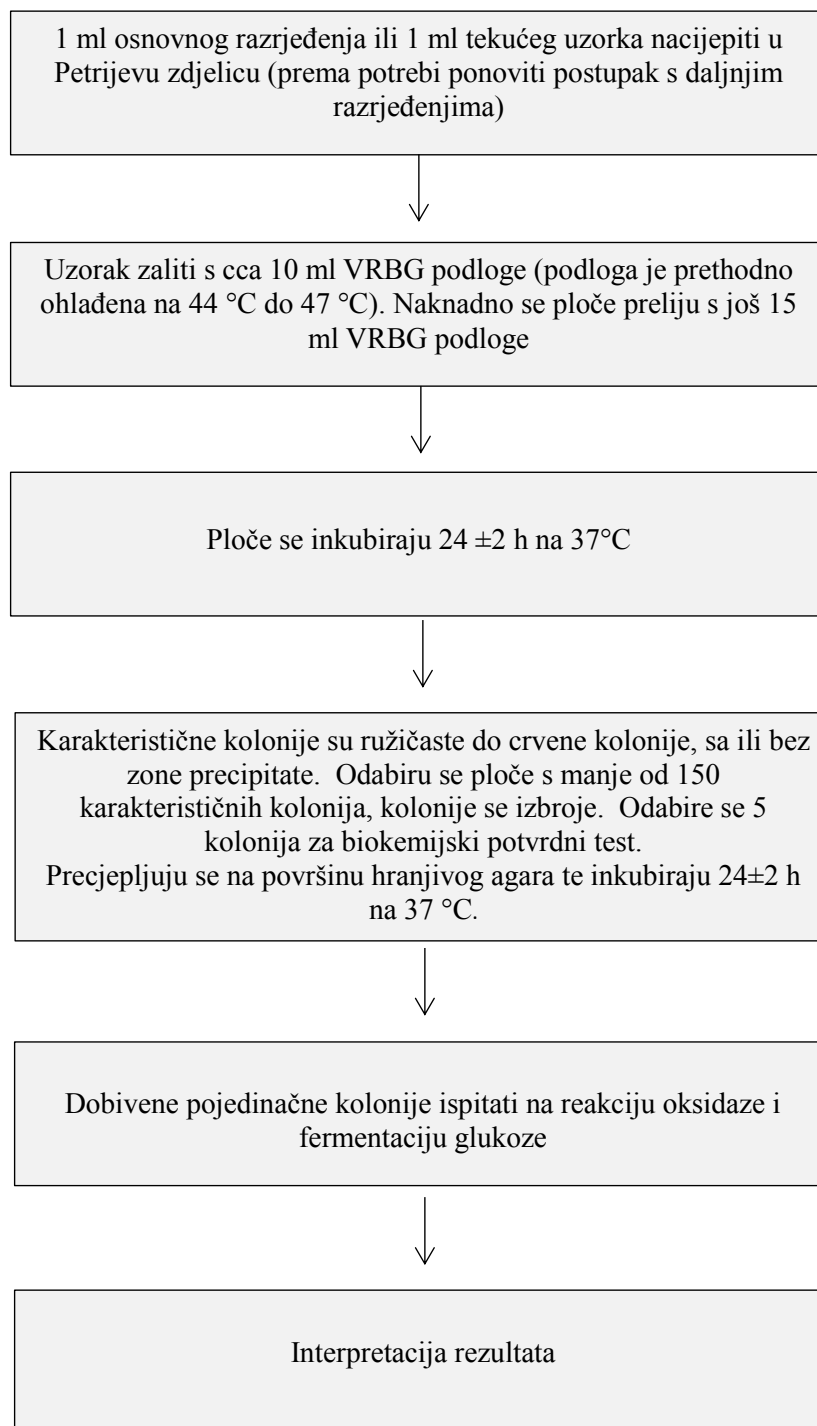 1 ml osnovnog razrjeđenja ili 1 ml tekućeg uzorka nacijepiti u
Petrijevu zdjelicu (prema potrebi ponoviti postupak s daljnjim
razrjeđenjima)
Uzorak zaliti s cca 10 ml VRBG podloge (podloga je prethodno
ohlađena na 44 °C do 47 °C). Naknadno se ploče preliju s još 15
ml VRBG podloge
Ploče se inkubiraju 24 ±2 h na 37°C
Karakteristične kolonije su ružičaste do crvene kolonije, sa ili bez
zone precipitate. Odabiru se ploče s manje od 150
karakterističnih kolonija, kolonije se izbroje. Odabire se 5
kolonija za biokemijski potvrdni test.
Precjepljuju se na površinu hranjivog agara te inkubiraju 24±2 h
na 37 °C.
Dobivene pojedinačne kolonije ispitati na reakciju oksidaze i
fermentaciju glukoze
Interpretacija rezultata